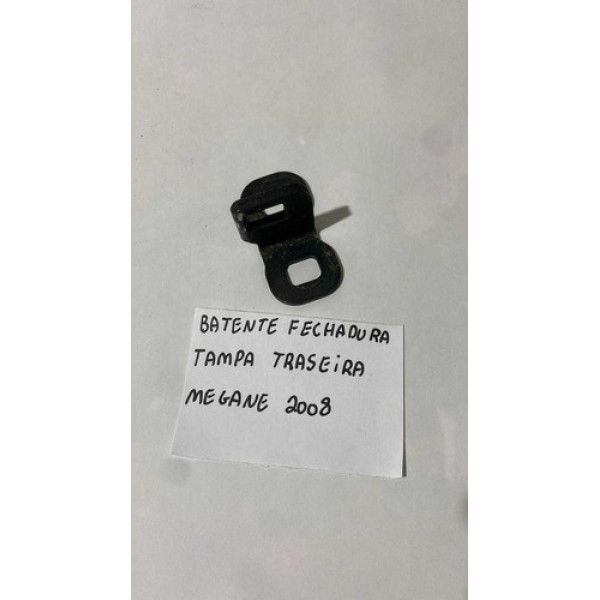 BATENTE FECHADURA
TAMPA TRASEIRA
MEGANE 2008